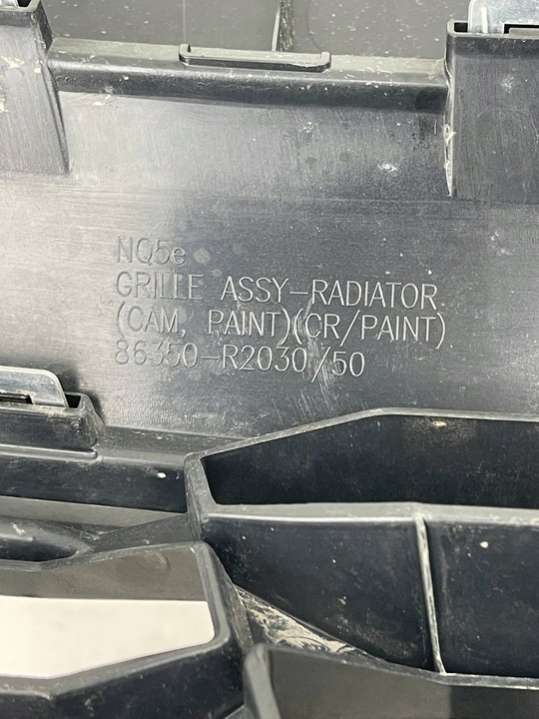 NQ5e
GRILLE ASSY-RADIATOR
(CAM, PAINT)(CR/PAINT)
86350-R2030/50